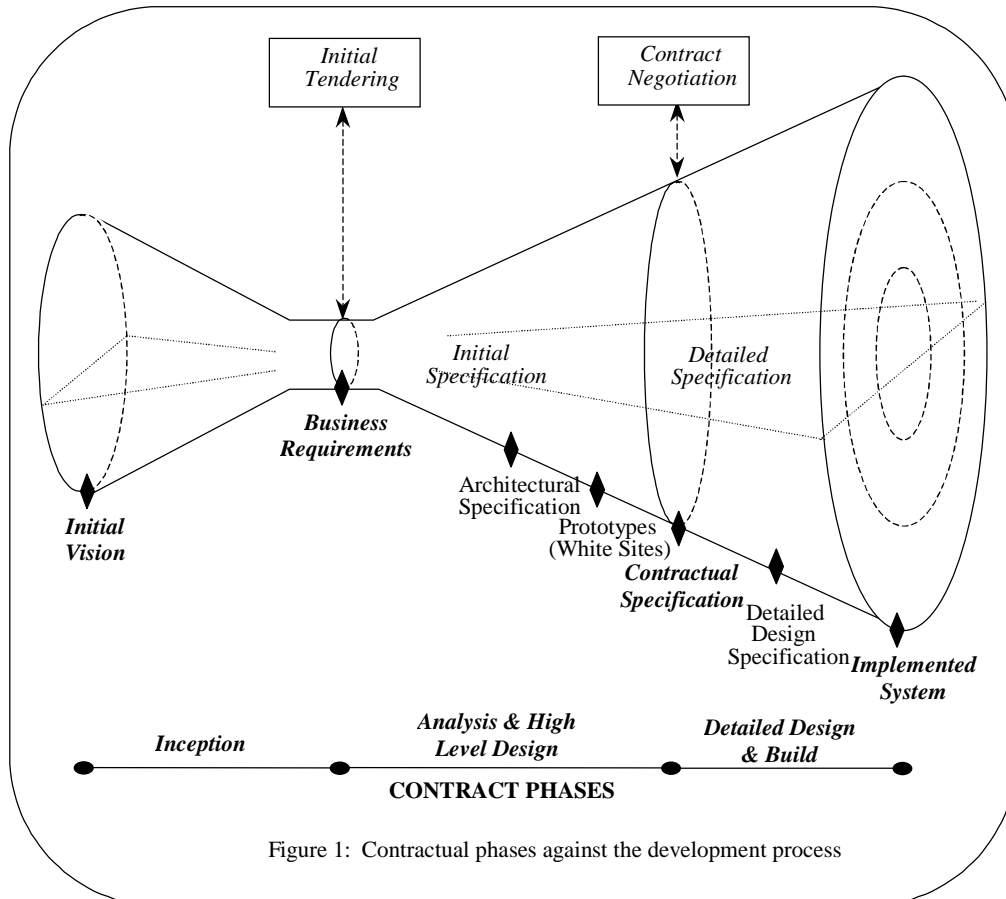 Initial
Tendering
Contract
Negotiation
Initial
Specification
Detailed
Specification
Business
Requirements
Architectural
Specification
Initial
Vision
Prototypes
(White Sites)
Contractual
Specification
Detailed
Design
Specification
Implemented
System
Inception
Analysis & High
Level Design
Detailed Design
& Build
CONTRACT PHASES
Figure 1: Contractual phases against the development process